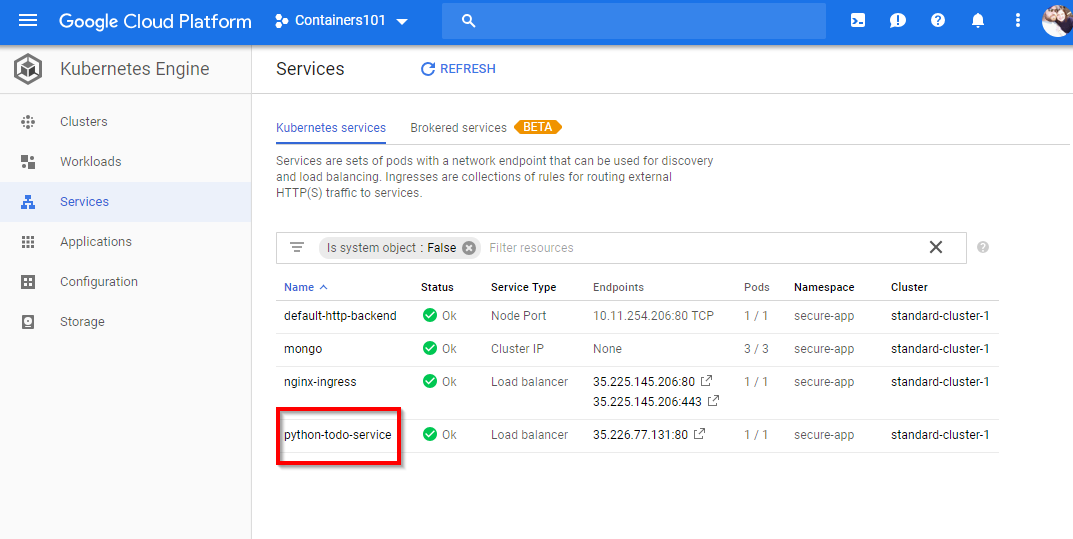 Google Cloud Platform
Containers101
Kubernetes Engine
Services
REFRESH
Clusters
Workloads
Services
Applications
Configuration
Storage
Kubernetes services
Brokered services
BETA
Services are sets of pods with a network endpoint that can be used for discovery
and load balancing. Ingresses are collections of rules for routing external
HTTP(S) traffic to services.
Is system object : False
Filter resources
Name Status Service Type Endpoints Pods Namespace Cluster
default-http-backend Ok Node Port 10.11.254.206:80 TCP 1 / 1 secure-app standard-cluster-1
mongo Ok Cluster IP None 3 / 3 secure-app standard-cluster-1
nginx-ingress Ok Load balancer 35.225.145.206:80 1 / 1 secure-app standard-cluster-1
35.225.145.206:443
python-todo-service Ok Load balancer 35.226.77.131:80 1 / 1 secure-app standard-cluster-1